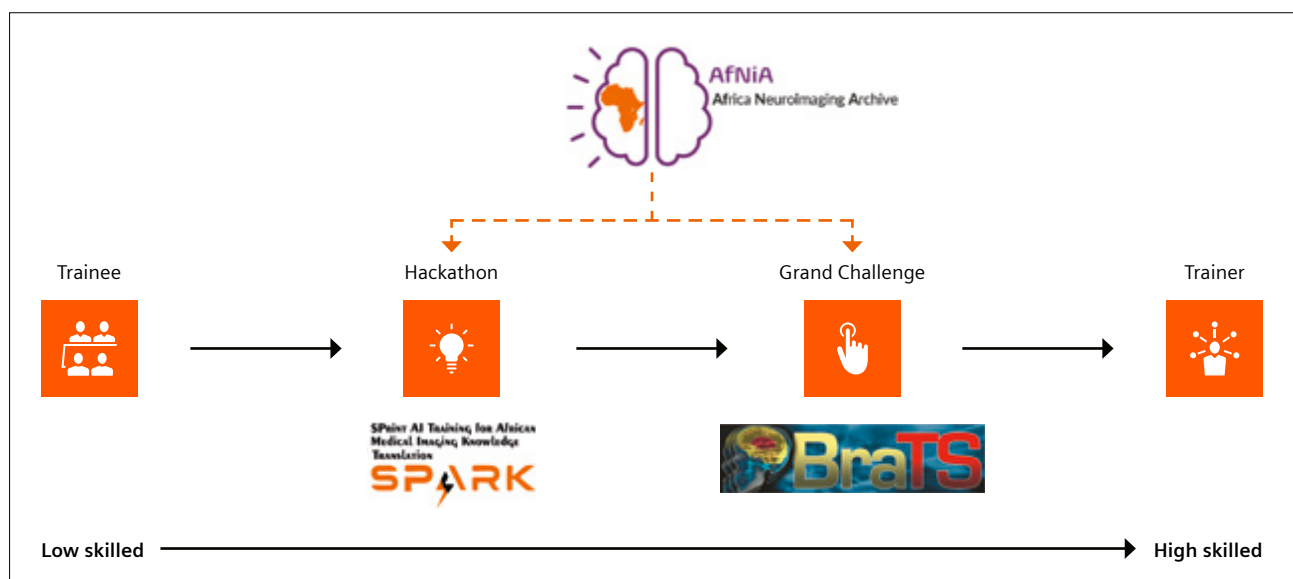 AfNiA
Africa NeuroImaging Archive
Trainee
Hackathon
Grand Challenge
Trainer
SPrint AI Training for African
Medical Imaging Knowledge
Translation
SPARK
BraTS
Low skilled
High skilled